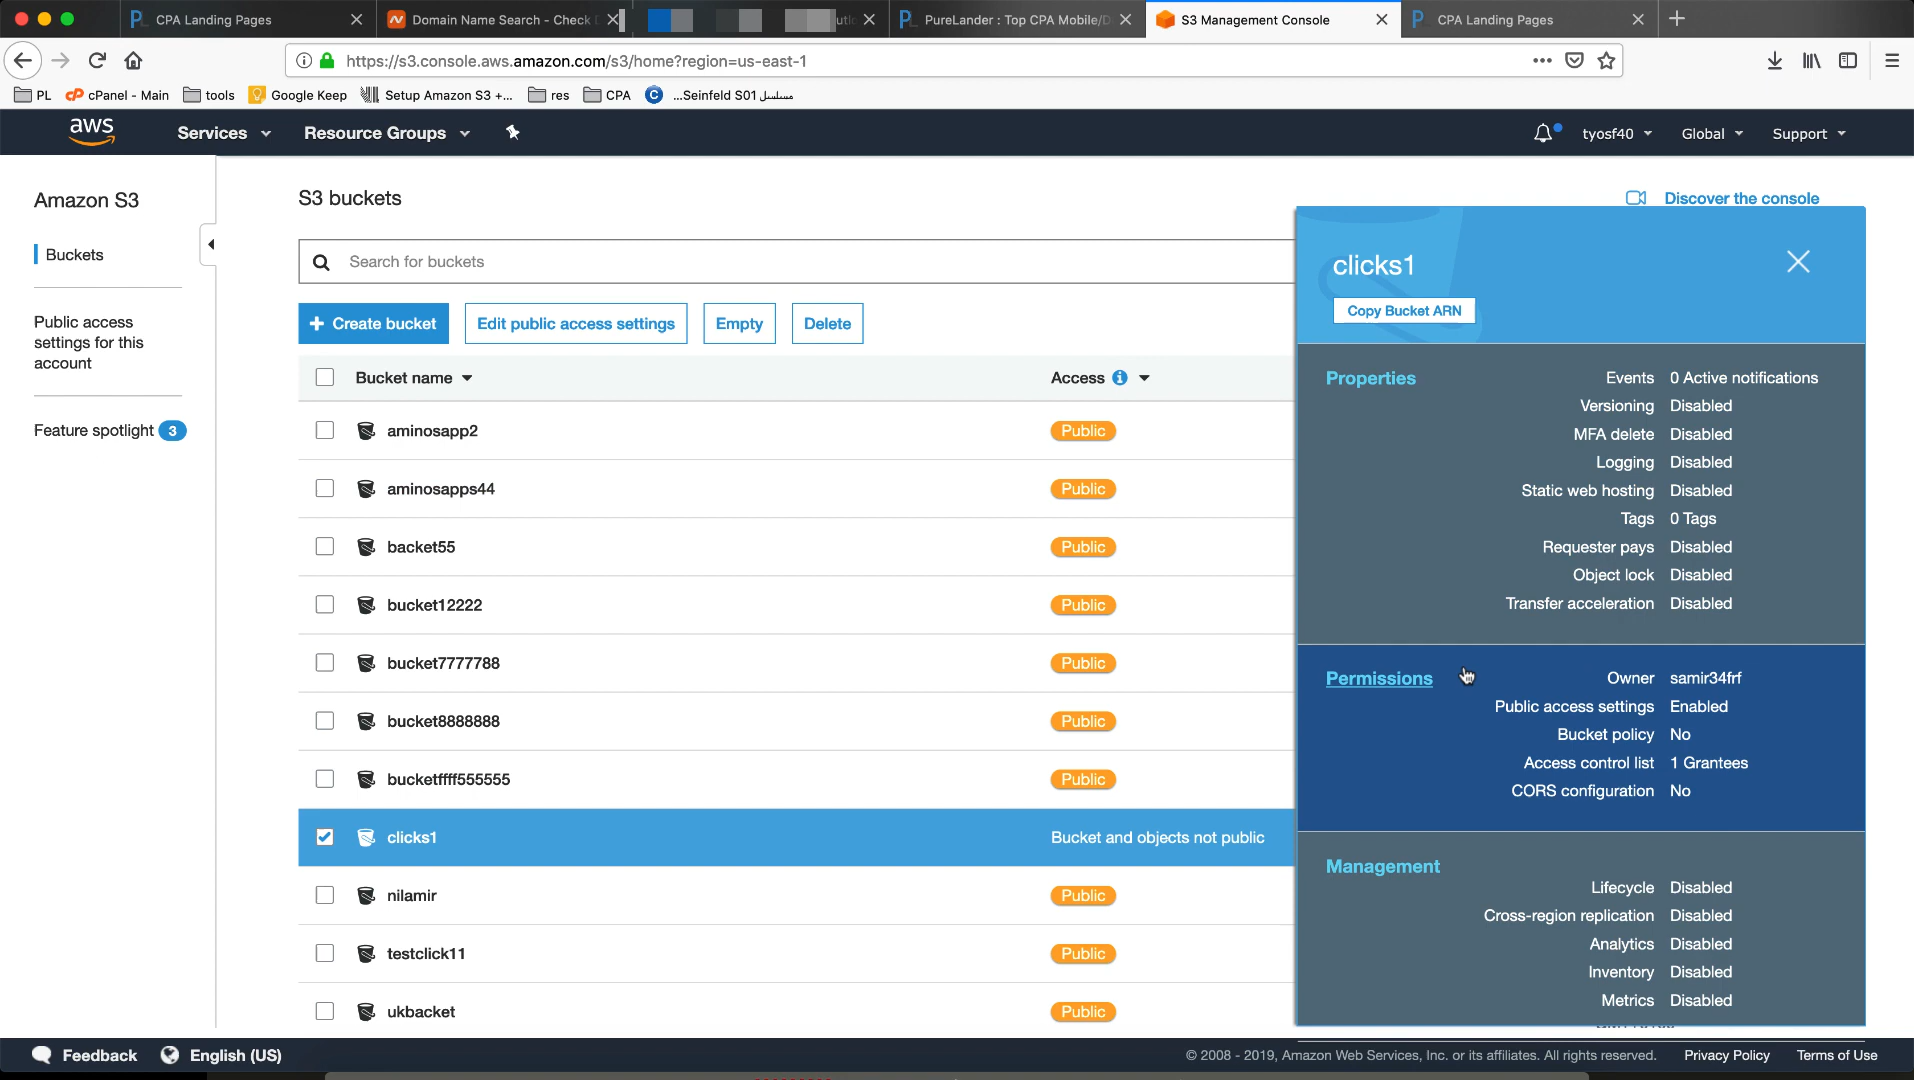 CPA Landing Pages
Domain Name Search - Check
PureLander : Top CPA Mobile/D
S3 Management Console
CPA Landing Pages
https://s3.console.aws.amazon.com/s3/home?region=us-east-1
PL
cPanel - Main
tools
Google Keep
Setup Amazon S3 +...
res
CPA
...Seinfeld S01 مسلسل
aws
Services
Resource Groups
tyosf40
Global
Support
Amazon S3
Buckets
Public access
settings for this
account
Feature spotlight 3
S3 buckets
Discover the console
Search for buckets
+ Create bucket
Edit public access settings
Empty
Delete
Bucket name
Access
aminosapp2 Public
aminosapps44 Public
backet55 Public
bucket12222 Public
bucket7777788 Public
bucket8888888 Public
bucketffff555555 Public
clicks1 Bucket and objects not public
nilamir Public
testclick11 Public
ukbacket Public
clicks1
Copy Bucket ARN
Properties
Events 0 Active notifications
Versioning Disabled
MFA delete Disabled
Logging Disabled
Static web hosting Disabled
Tags 0 Tags
Requester pays Disabled
Object lock Disabled
Transfer acceleration Disabled
Permissions
Owner samir34frf
Public access settings Enabled
Bucket policy No
Access control list 1 Grantees
CORS configuration No
Management
Lifecycle Disabled
Cross-region replication Disabled
Analytics Disabled
Inventory Disabled
Metrics Disabled
Feedback
English (US)
© 2008 - 2019, Amazon Web Services, Inc. or its affiliates. All rights reserved.
Privacy Policy
Terms of Use